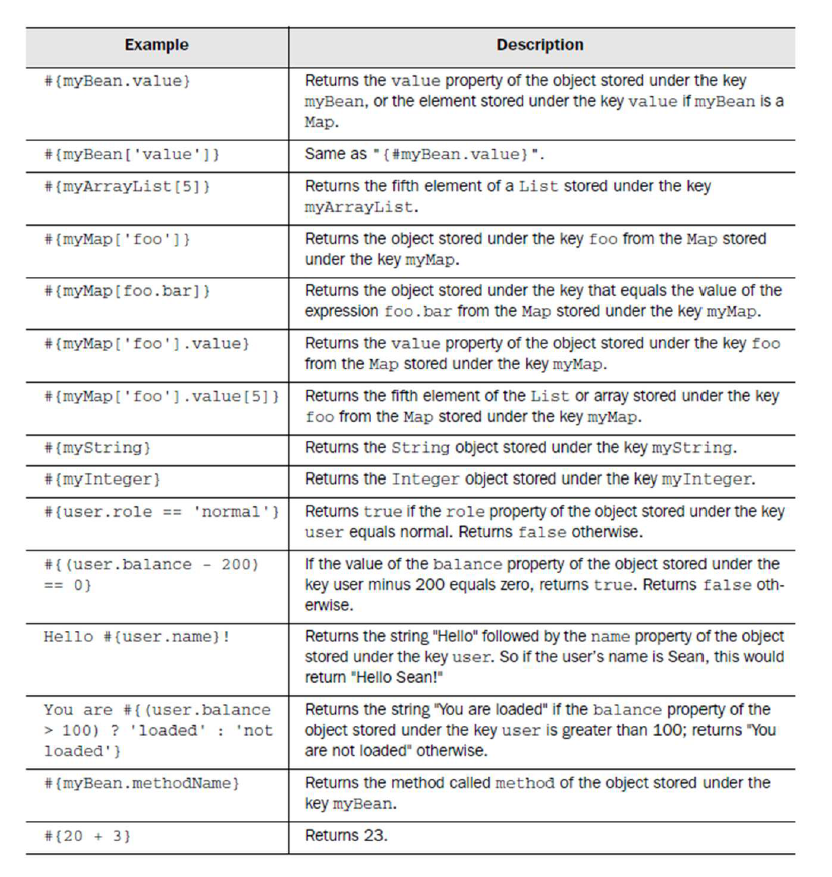 Example Description
#{myBean.value} Returns the value property of the object stored under the key
myBean, or the element stored under the key value if myBean is a
Map.
#{myBean['value']} Same as "{#myBean.value}".
#{myArrayList[5]} Returns the fifth element of a List stored under the key
myArrayList.
#{myMap['foo']} Returns the object stored under the key foo from the Map stored
under the key myMap.
#{myMap[foo.bar]} Returns the object stored under the key that equals the value of the
expression foo.bar from the Map stored under the key myMap.
#{myMap['foo'].value} Returns the value property of the object stored under the key foo
from the Map stored under the key myMap.
#{myMap['foo'].value[5]} Returns the fifth element of the List or array stored under the key
foo from the Map stored under the key myMap.
#{myString} Returns the String object stored under the key myString.
#{myInteger} Returns the Integer object stored under the key myInteger.
#{user.role == 'normal'} Returns true if the role property of the object stored under the key
user equals normal. Returns false otherwise.
#{(user.balance - 200) If the value of the balance property of the object stored under the
== 0} key user minus 200 equals zero, returns true. Returns false oth-
erwise.
Hello #{user.name}! Returns the string "Hello" followed by the name property of the object
stored under the key user. So if the user's name is Sean, this would
return "Hello Sean!"
You are #{(user.balance Returns the string "You are loaded" if the balance property of the
> 100) ? 'loaded' : 'not object stored under the key user is greater than 100; returns "You
loaded'} are not loaded" otherwise.
#{myBean.methodName} Returns the method called method of the object stored under the
key myBean.
#{20 + 3} Returns 23.